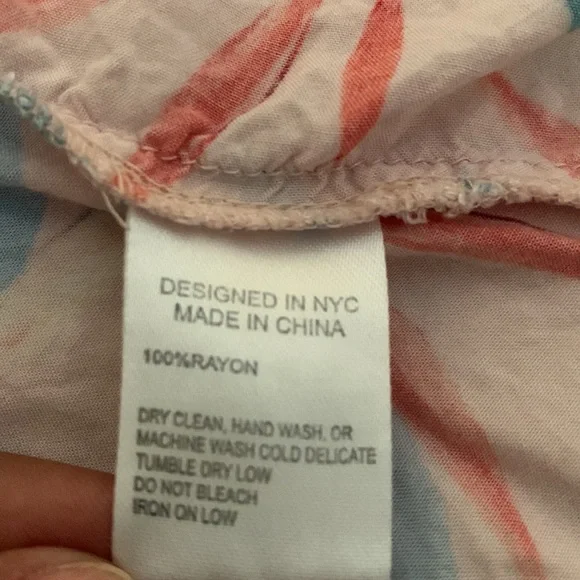 DESIGNED IN NYC
MADE IN CHINA
100%RAYON
DRY CLEAN, HAND WASH, OR
MACHINE WASH COLD DELICATE
TUMBLE DRY LOW
DO NOT BLEACH
IRON ON LOW